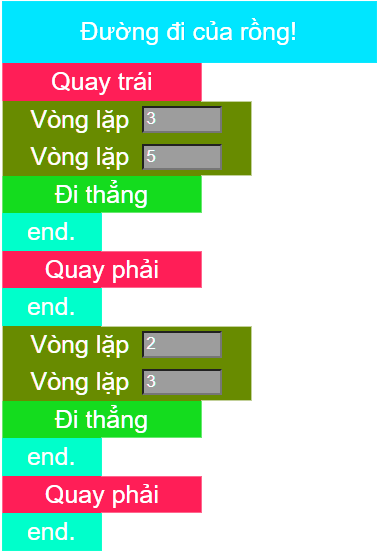 Đường đi của rồng!
Quay trái
Vòng lặp 3
Vòng lặp 5
Đi thẳng
end.
Quay phải
end.
Vòng lặp 2
Vòng lặp 3
Đi thẳng
end.
Quay phải
end.